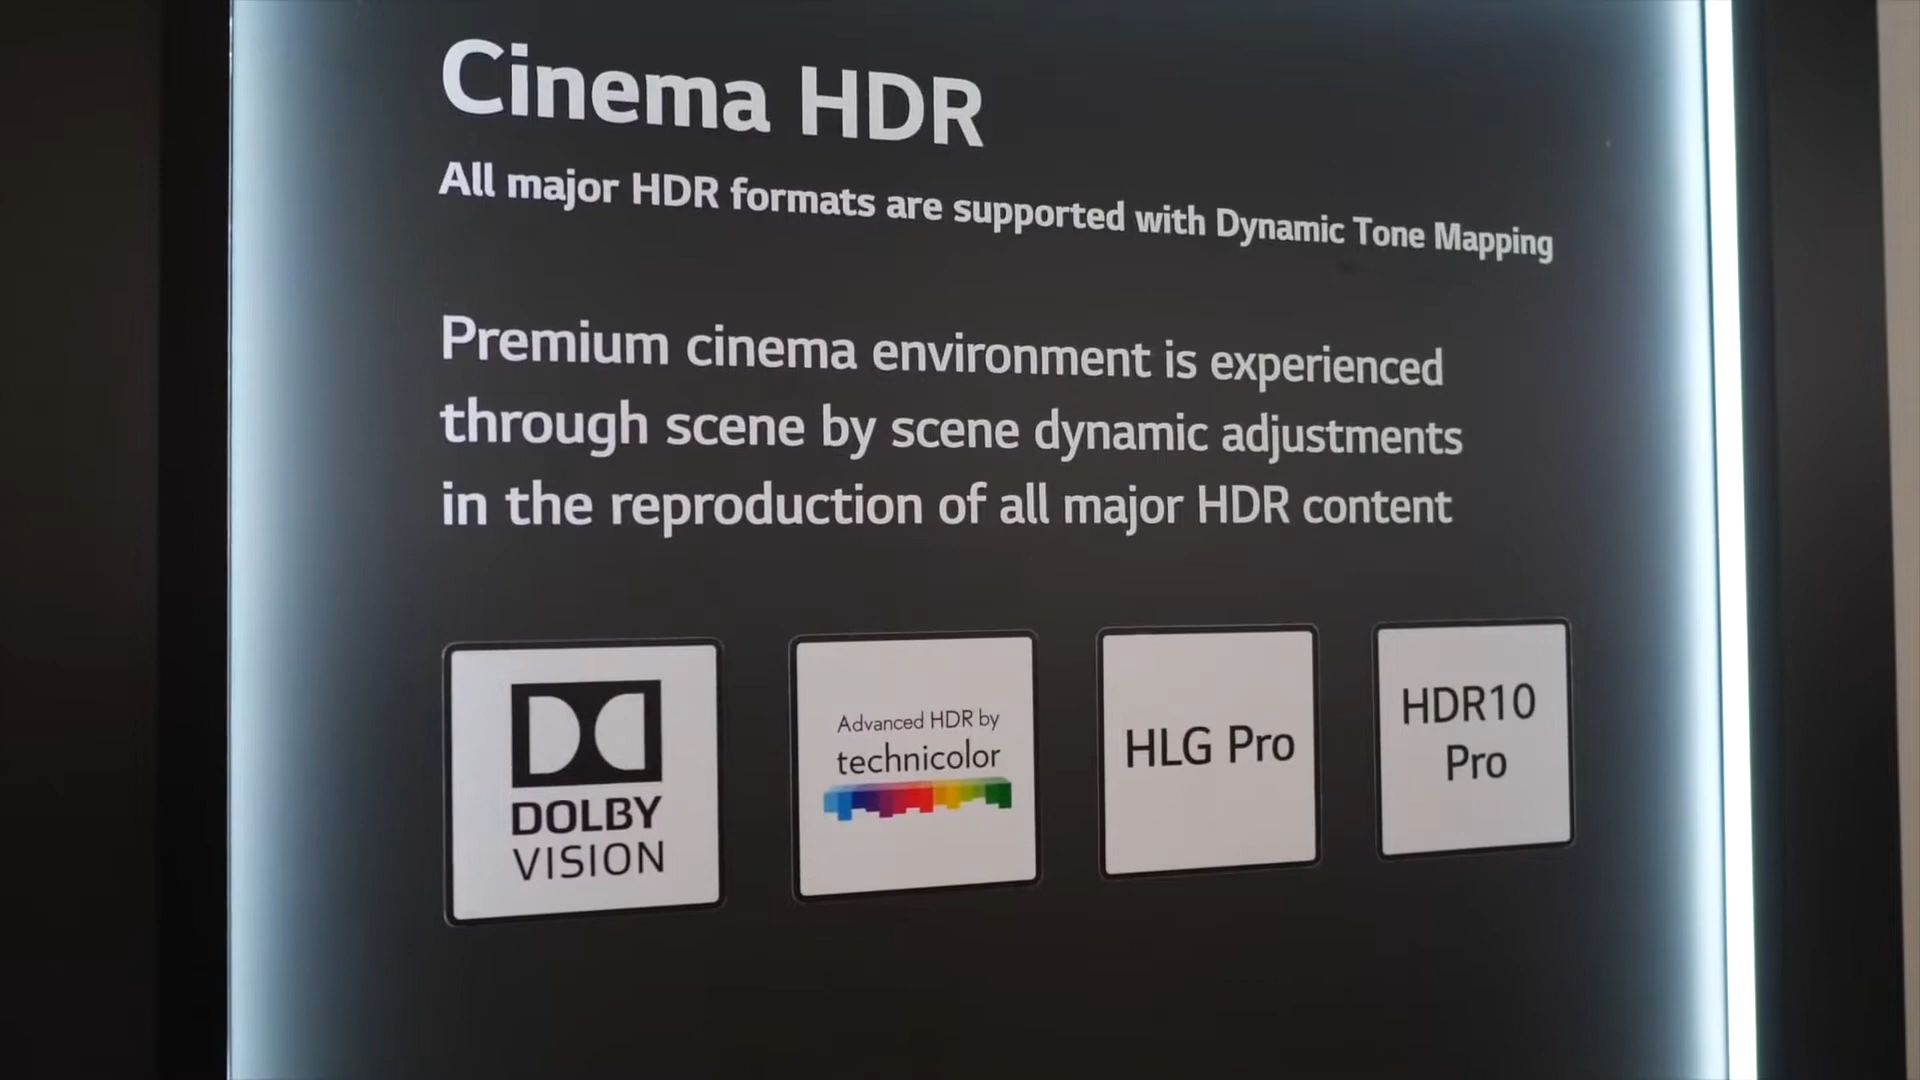 Cinema HDR
All major HDR formats are supported with Dynamic Tone Mapping
Premium cinema environment is experienced
through scene by scene dynamic adjustments
in the reproduction of all major HDR content
DOLBY
VISION
Advanced HDR by
technicolor
HLG Pro
HDR10
Pro